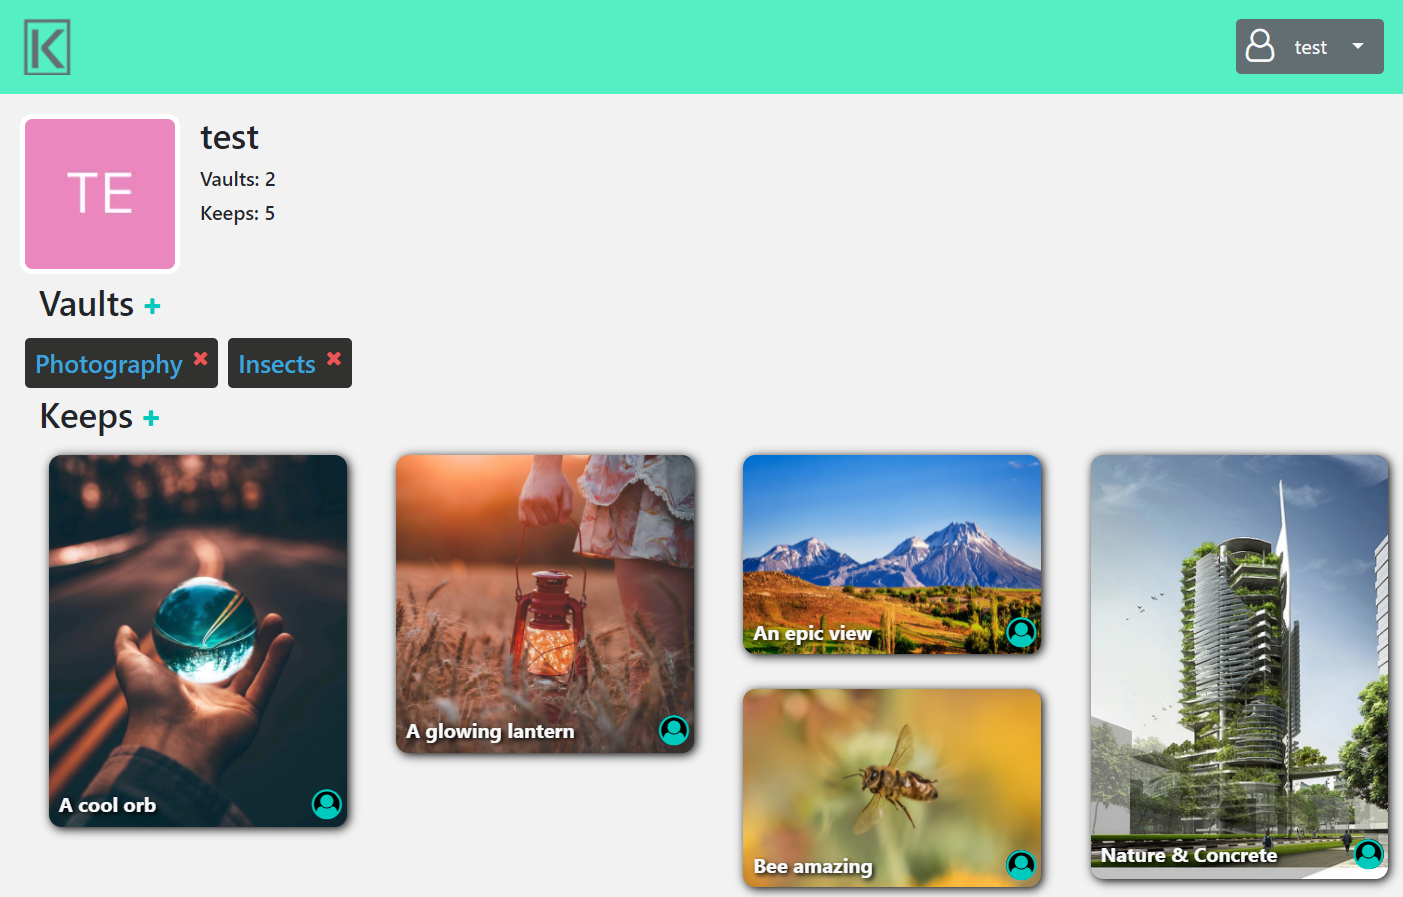 K
test
TE
test
Vaults: 2
Keeps: 5
Vaults +
Photography ✖ Insects ✖
Keeps +
A cool orb
A glowing lantern
An epic view
Bee amazing
Nature & Concrete